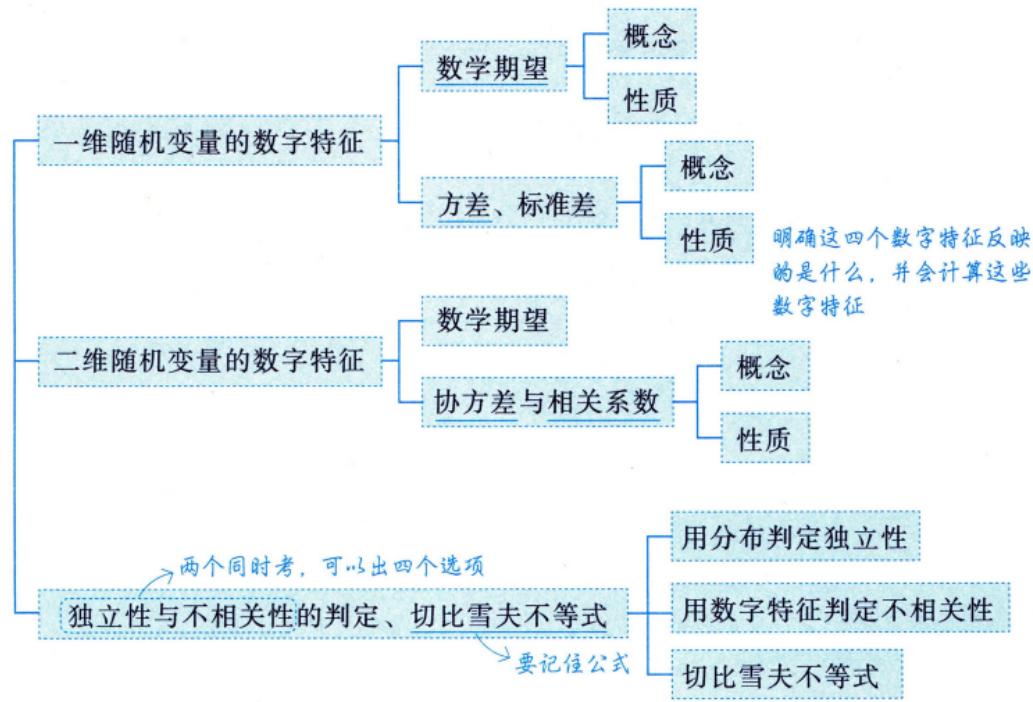 概念
数学期望
性质
一维随机变量的数字特征
概念
方差、标准差
性质
明确这四个数字特征反映
的是什么，并会计算这些
数字特征
数学期望
二维随机变量的数字特征
概念
协方差与相关系数
性质
用分布判定独立性
两个同时考，可以出四个选项
独立性与不相关性的判定、切比雪夫不等式
用数字特征判定不相关性
要记住公式
切比雪夫不等式